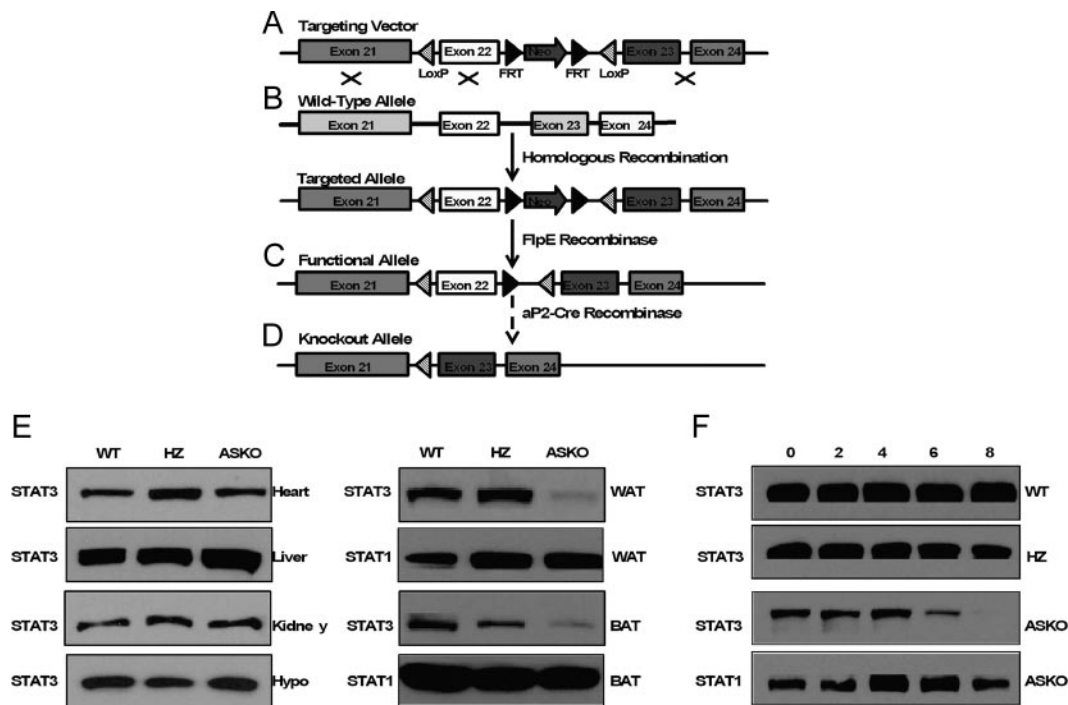 A
Targeting Vector
Exon 21
Exon 22
Neo
Exon 23
Exon 24
LoxP
FRT
FRT
LoxP
B
Wild-Type Allele
Exon 21
Exon 22
Exon 23
Exon 24
Homologous Recombination
Targeted Allele
Exon 21
Exon 22
Neo
Exon 23
Exon 24
FlpE Recombinase
C
Functional Allele
Exon 21
Exon 22
Exon 23
Exon 24
aP2-Cre Recombinase
D
Knockout Allele
Exon 21
Exon 23
Exon 24
E
WT HZ ASKO
STAT3 Heart
STAT3 Liver
STAT3 Kidne y
STAT3 Hypo
WT HZ ASKO
STAT3 WAT
STAT1 WAT
STAT3 BAT
STAT1 BAT
F
0 2 4 6 8
STAT3 WT
STAT3 HZ
STAT3 ASKO
STAT1 ASKO